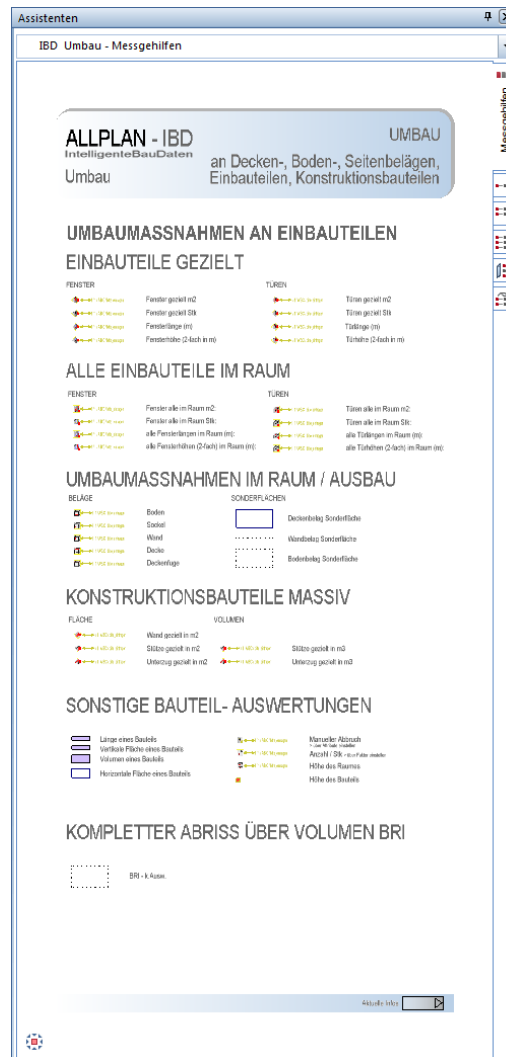 Assistenten
IBD Umbau - Messgehilfen
Messgehilfen
ALLPLAN - IBD
IntelligenteBauDaten
Umbau
UMBAU
an Decken-, Boden-, Seitenbelägen,
Einbauteilen, Konstruktionsbauteilen
UMBAUMASSNAHMEN AN EINBAUTEILEN
EINBAUTEILE GEZIELT
FENSTER TÜREN
Fenster gezielt m2 Türen gezielt m2
Fenster gezielt Stk Türen gezielt Stk
Fensterlänge (m) Türlänge (m)
Fensterhöhe (2-fach in m) Türhöhe (2-fach in m)
ALLE EINBAUTEILE IM RAUM
FENSTER TÜREN
Fenster alle im Raum m2: Türen alle im Raum m2:
Fenster alle im Raum Stk: Türen alle im Raum Stk:
alle Fensterlängen im Raum (m): alle Türlängen im Raum (m):
alle Fensterhöhen (2-fach) im Raum (m): alle Türhöhen (2-fach) im Raum (m):
UMBAUMASSNAHMEN IM RAUM / AUSBAU
BELÄGE SONDERFLÄCHEN
Boden
Sockel
Wand
Decke
Deckenfuge
Deckenbelag Sonderfläche
Wandbelag Sonderfläche
Bodenbelag Sonderfläche
KONSTRUKTIONSBAUTEILE MASSIV
FLÄCHE VOLUMEN
Wand gezielt in m2
Stütze gezielt in m2 Stütze gezielt in m3
Unterzug gezielt in m2 Unterzug gezielt in m3
SONSTIGE BAUTEIL- AUSWERTUNGEN
Länge eines Bauteils
Vertikale Fläche eines Bauteils
Volumen eines Bauteils
Horizontale Fläche eines Bauteils
Manueller Abbruch
Anzahl / Stk
Höhe des Raumes
Höhe des Bauteils
KOMPLETTER ABRISS ÜBER VOLUMEN BRI
BRI - k.Ausw.
Aktuelle Infos